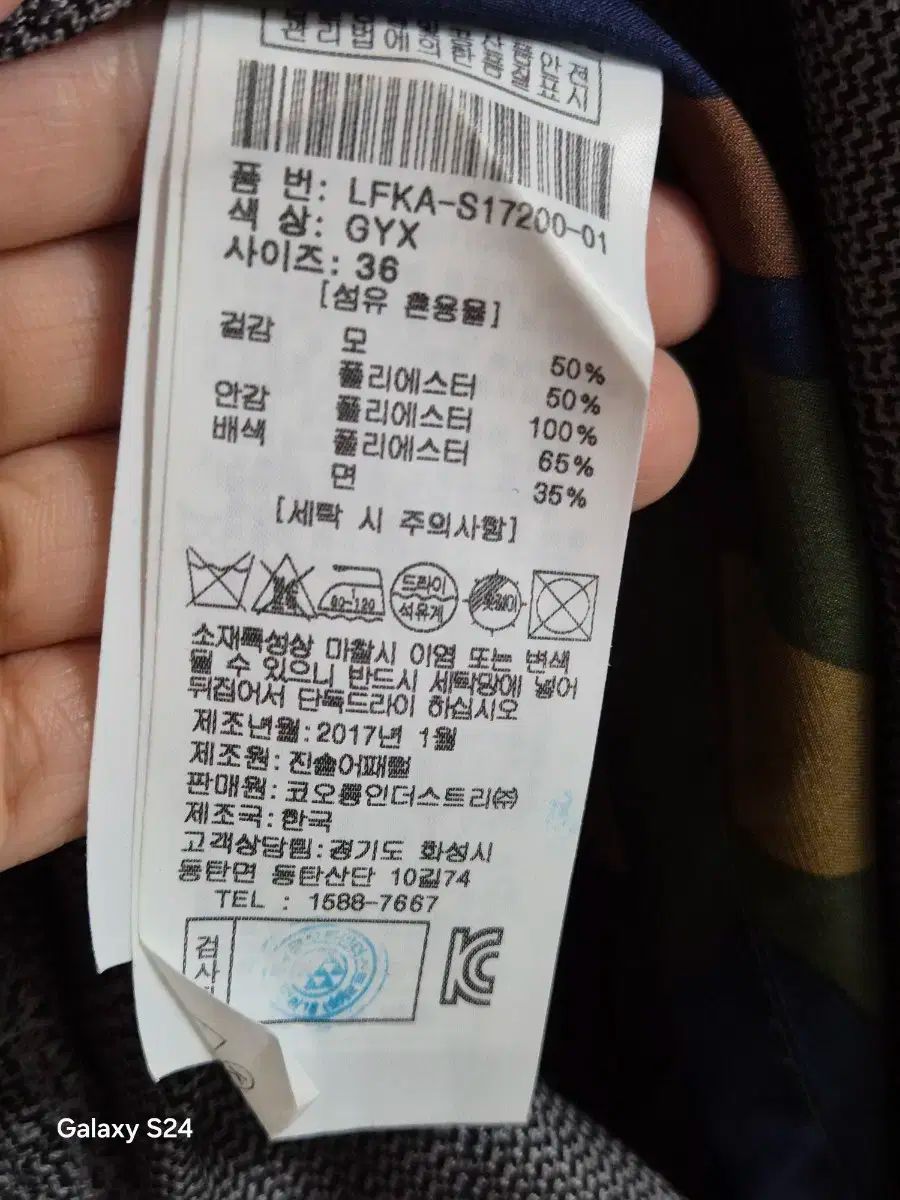 권리법에의한품질표시
안전
품 번: LFKA-S17200-01
색 상: GYX
사이즈: 36
[섬유 혼용율]
겉감 모 50%
폴리에스터 50%
안감 폴리에스터 100%
배색 폴리에스터 65%
면 35%
[세탁 시 주의사항]
80-120 드라이
석유계 옷걸이
소재특성상 마찰시 이염 또는 변색
될 수 있으니 반드시 세탁망에 넣어
뒤집어서 단독드라이 하십시오
제조년월:2017년 1월
제조원:진솔어패럴
판매원:코오롱인더스트리㈜
제조국:한국
고객상담팀:경기도 화성시
동탄면 동탄산단 10길74
TEL : 1588-7667
검사
Galaxy S24